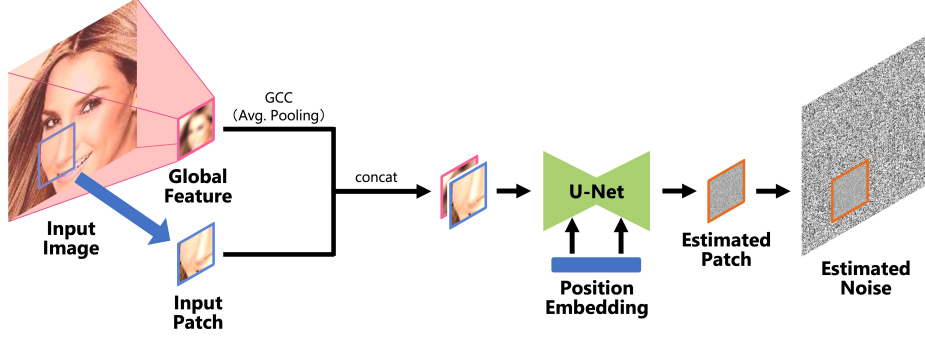 GCC
(Avg. Pooling)
Global
Feature
Input
Image
Input
Patch
concat
U-Net
Position
Embedding
Estimated
Patch
Estimated
Noise